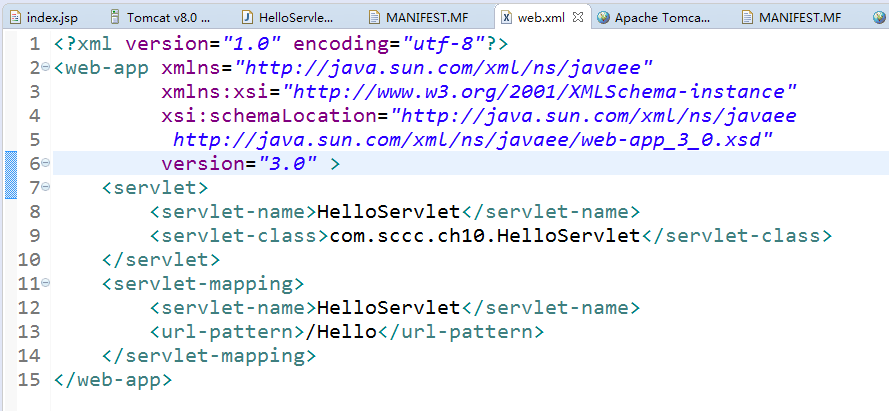 index.jsp Tomcat v8.0 ... HelloServle... MANIFEST.MF web.xml Apache Tomca... MANIFEST.MF
1 <?xml version="1.0" encoding="utf-8"?>
2 <web-app xmlns="http://java.sun.com/xml/ns/javaee"
3 xmlns:xsi="http://www.w3.org/2001/XMLSchema-instance"
4 xsi:schemaLocation="http://java.sun.com/xml/ns/javaee
5 http://java.sun.com/xml/ns/javaee/web-app_3_0.xsd"
6 version="3.0" >
7 <servlet>
8 <servlet-name>HelloServlet</servlet-name>
9 <servlet-class>com.sccc.ch10.HelloServlet</servlet-class>
10 </servlet>
11 <servlet-mapping>
12 <servlet-name>HelloServlet</servlet-name>
13 <url-pattern>/Hello</url-pattern>
14 </servlet-mapping>
15 </web-app>